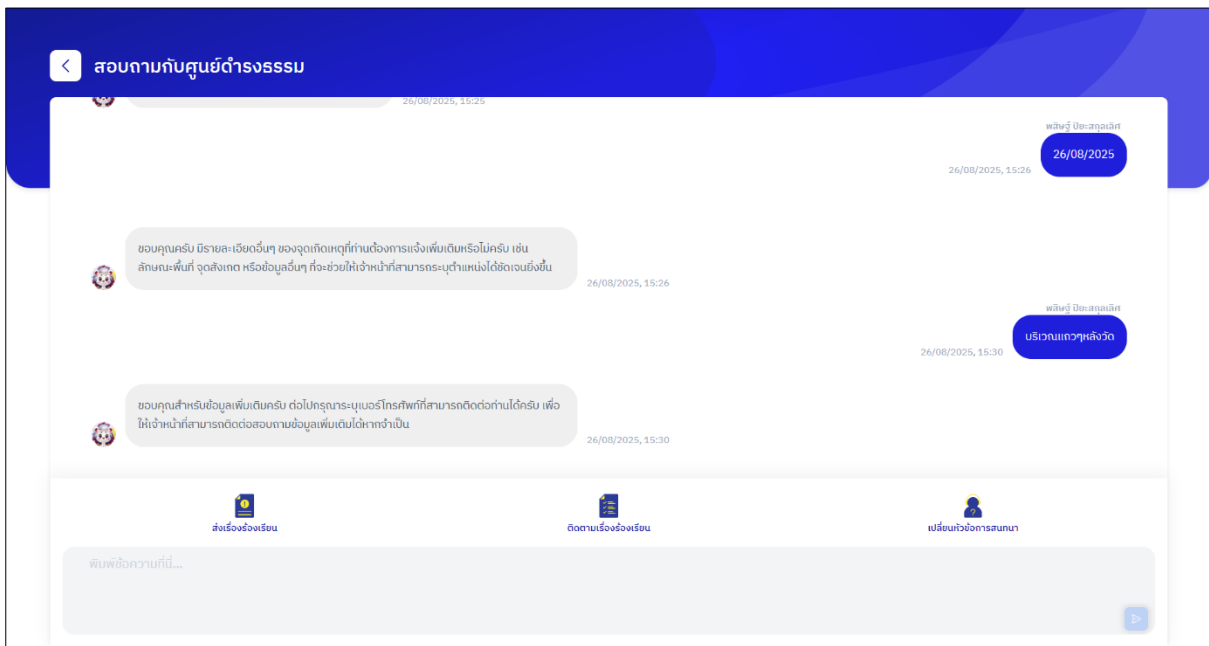 สอบถามกับศูนย์ดำรงธรรม
26/08/2025, 15:25
พสิษฐ์ ปิยะสกุลเลิศ
26/08/2025
26/08/2025, 15:26
ขอบคุณครับ มีรายละเอียดอื่นๆ ของจุดเกิดเหตุที่ท่านต้องการแจ้งเพิ่มเติมหรือไม่ครับ เช่น
ลักษณะพื้นที่ จุดสังเกต หรือข้อมูลอื่นๆ ที่จะช่วยให้เจ้าหน้าที่สามารถระบุตำแหน่งได้ชัดเจนยิ่งขึ้น
26/08/2025, 15:26
พสิษฐ์ ปิยะสกุลเลิศ
บริเวณแถวๆหลังวัด
26/08/2025, 15:30
ขอบคุณสำหรับข้อมูลเพิ่มเติมครับ ต่อไปกรุณาระบุเบอร์โทรศัพท์ที่สามารถติดต่อท่านได้ครับ เพื่อ
ให้เจ้าหน้าที่สามารถติดต่อสอบถามข้อมูลเพิ่มเติมได้หากจำเป็น
26/08/2025, 15:30
ส่งเรื่องร้องเรียน
ติดตามเรื่องร้องเรียน
เปลี่ยนหัวข้อการสนทนา
พิมพ์ข้อความที่นี่...